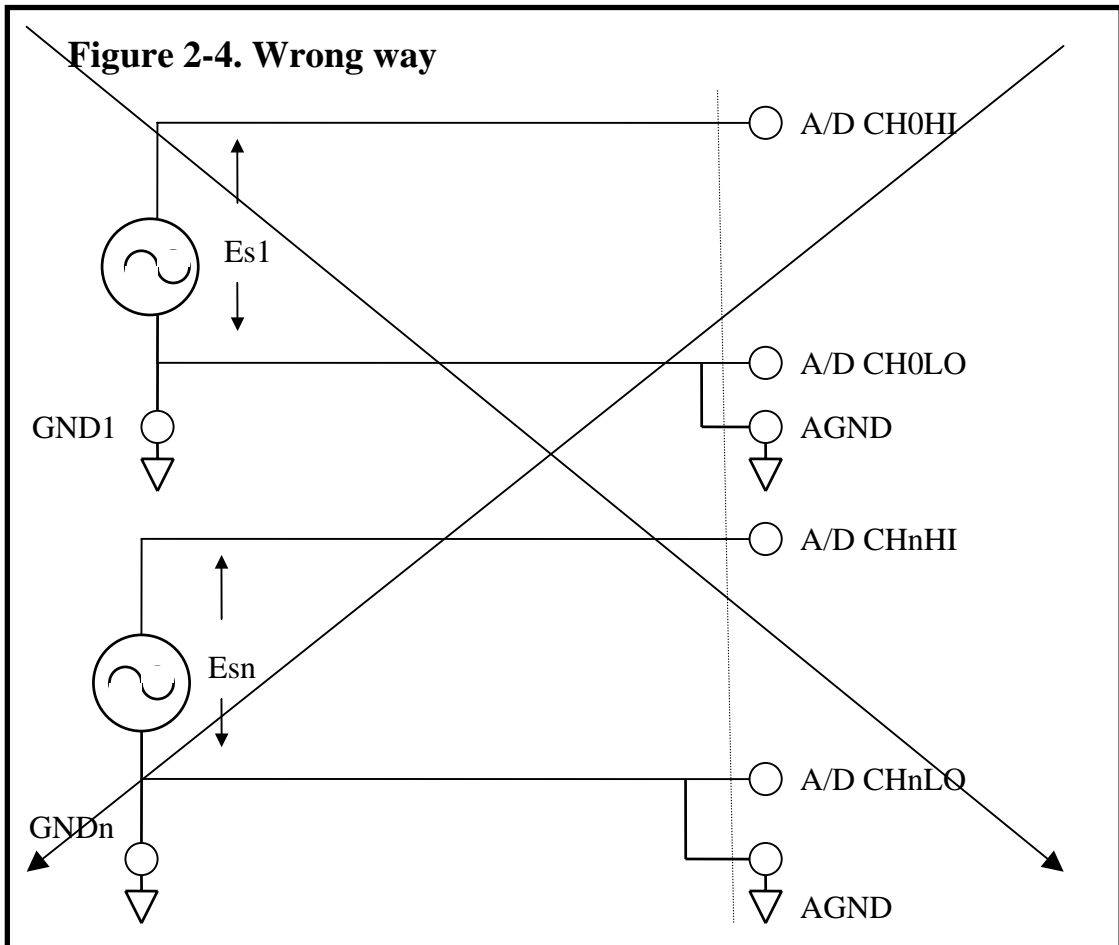 Figure 2-4. Wrong way
A/D CH0HI
Es1
A/D CH0LO
GND1
AGND
A/D CHnHI
Esn
A/D CHnLO
GNDn
AGND